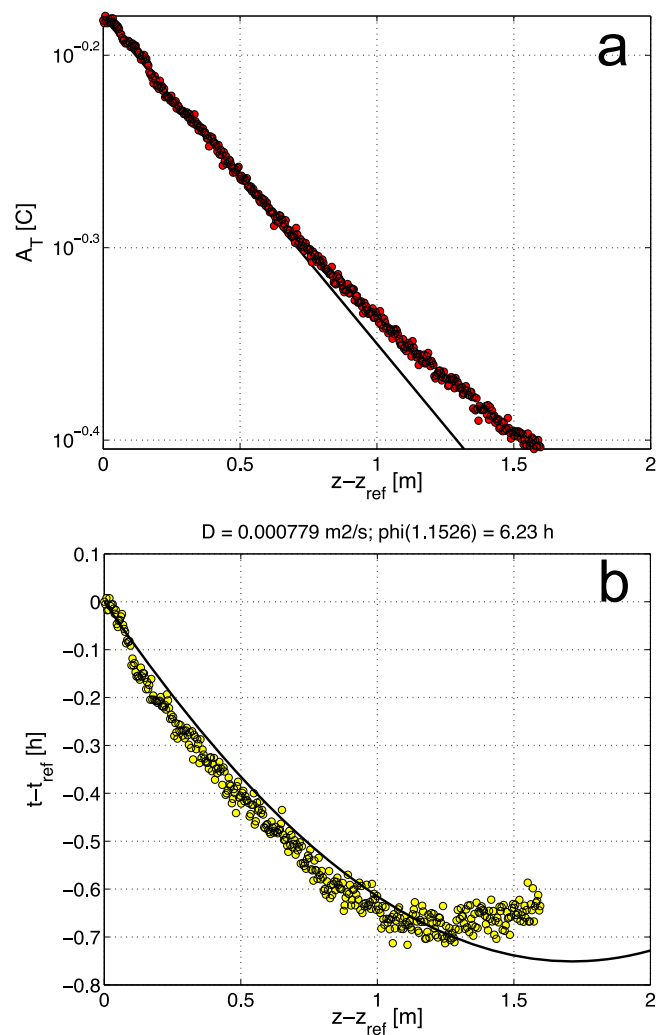 a
10^−0.2
10^−0.3
10^−0.4
A_T [C]
0 0.5 1 1.5 2
z−z_ref [m]
D = 0.000779 m2/s; phi(1.1526) = 6.23 h
b
0.1
0
−0.1
−0.2
−0.3
−0.4
−0.5
−0.6
−0.7
−0.8
t−t_ref [h]
0 0.5 1 1.5 2
z−z_ref [m]